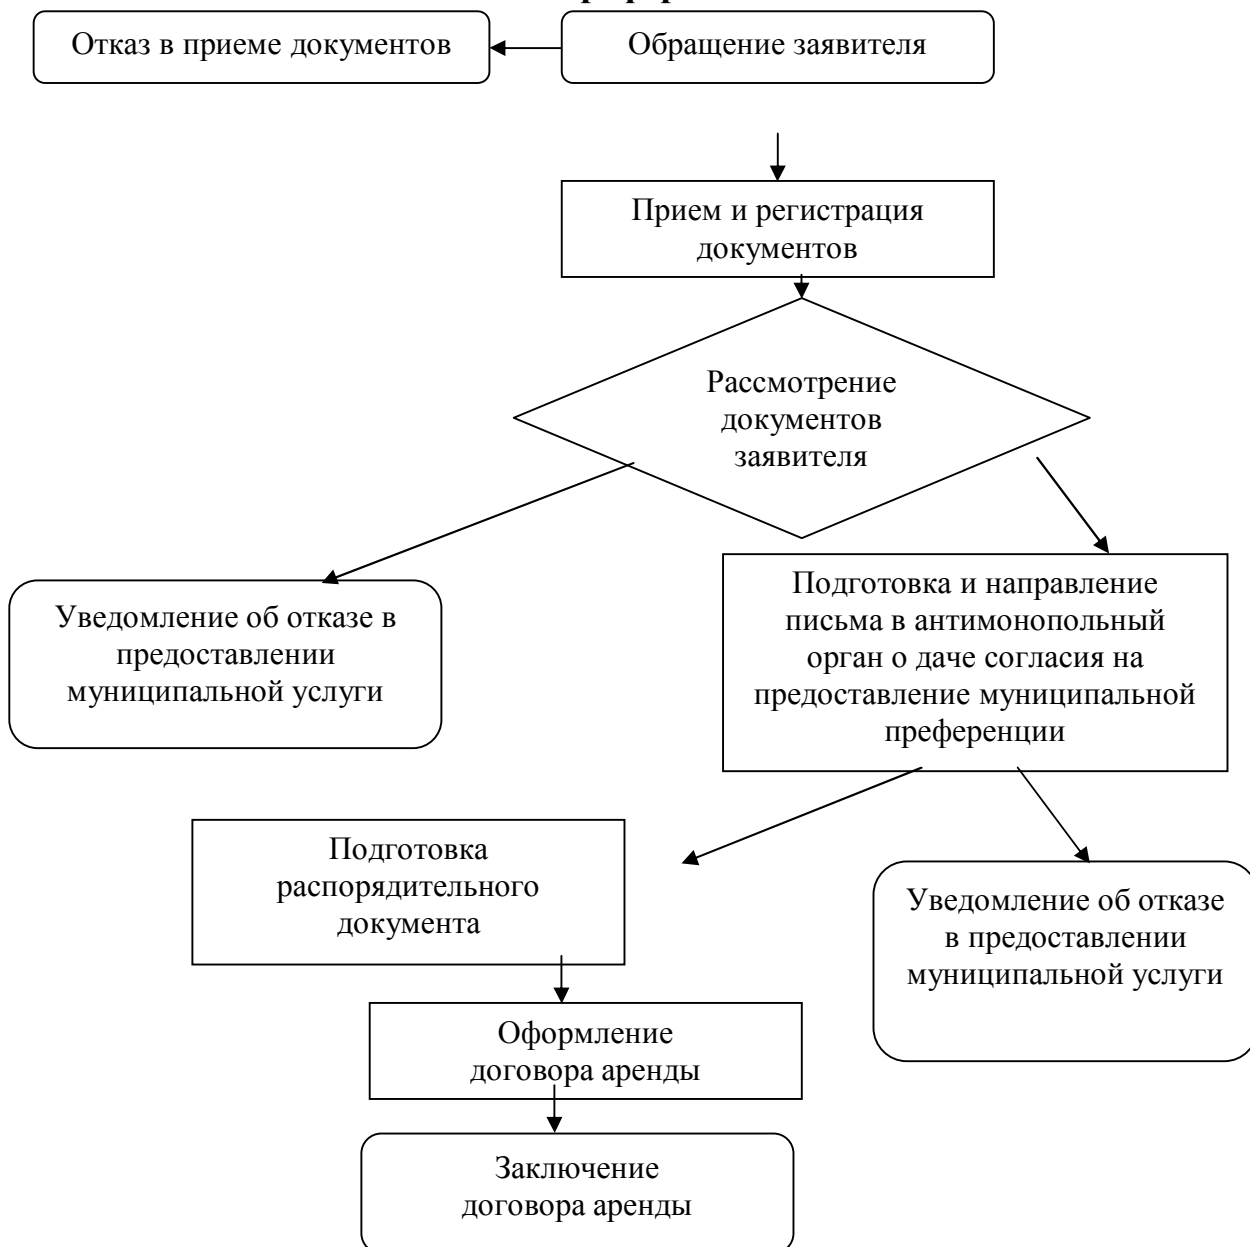 Отказ в приеме документов
Обращение заявителя
Прием и регистрация
документов
Рассмотрение
документов
заявителя
Уведомление об отказе в
предоставлении
муниципальной услуги
Подготовка и направление
письма в антимонопольный
орган о даче согласия на
предоставление муниципальной
преференции
Подготовка
распорядительного
документа
Уведомление об отказе
в предоставлении
муниципальной услуги
Оформление
договора аренды
Заключение
договора аренды